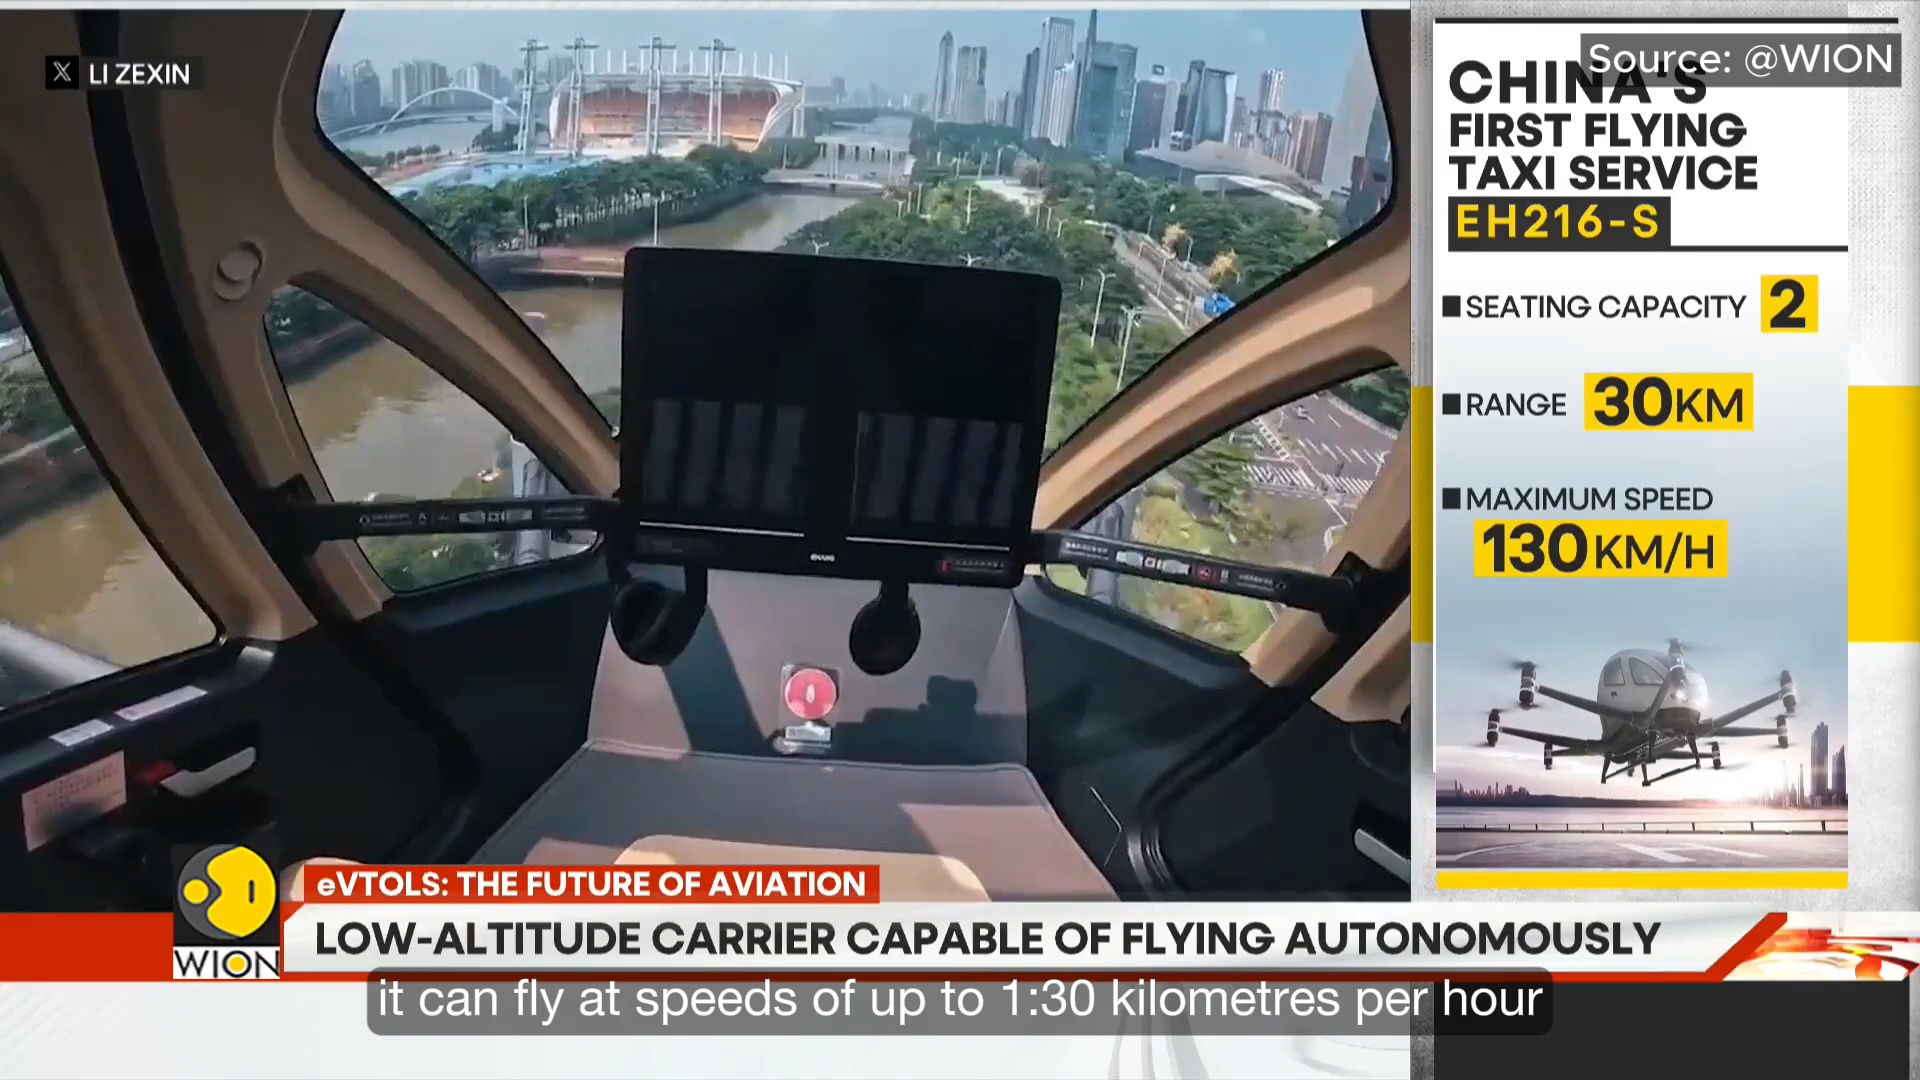 LI ZEXIN
Source: @WION
CHINA'S
FIRST FLYING
TAXI SERVICE
EH216-S
SEATING CAPACITY 2
RANGE 30KM
MAXIMUM SPEED
130KM/H
EHANG
eVTOLS: THE FUTURE OF AVIATION
LOW-ALTITUDE CARRIER CAPABLE OF FLYING AUTONOMOUSLY
WION
it can fly at speeds of up to 1:30 kilometres per hour